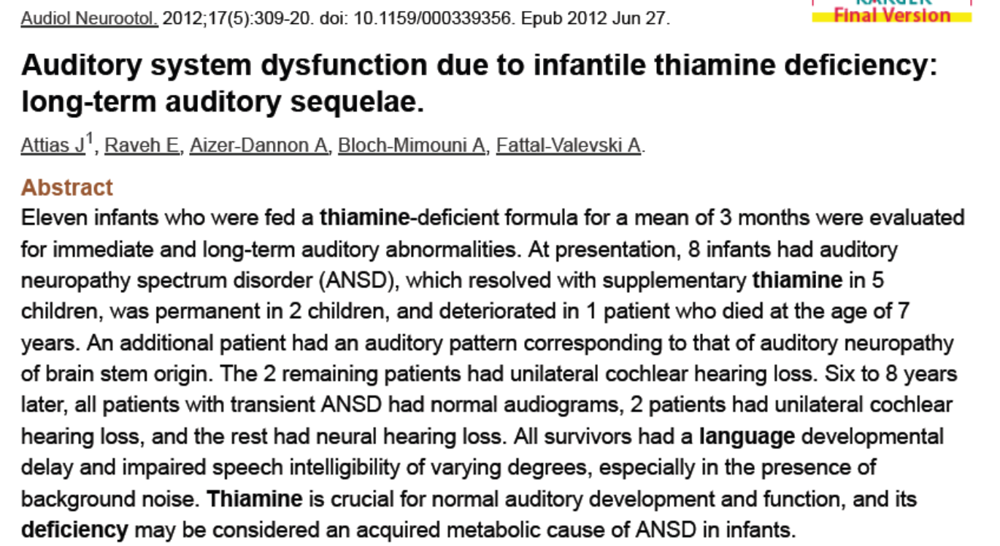 Audiol Neurootol. 2012;17(5):309-20. doi: 10.1159/000339356. Epub 2012 Jun 27.
Final Version
Auditory system dysfunction due to infantile thiamine deficiency:
long-term auditory sequelae.
Attias J1, Raveh E, Aizer-Dannon A, Bloch-Mimouni A, Fattal-Valevski A.
Abstract
Eleven infants who were fed a thiamine-deficient formula for a mean of 3 months were evaluated
for immediate and long-term auditory abnormalities. At presentation, 8 infants had auditory
neuropathy spectrum disorder (ANSD), which resolved with supplementary thiamine in 5
children, was permanent in 2 children, and deteriorated in 1 patient who died at the age of 7
years. An additional patient had an auditory pattern corresponding to that of auditory neuropathy
of brain stem origin. The 2 remaining patients had unilateral cochlear hearing loss. Six to 8 years
later, all patients with transient ANSD had normal audiograms, 2 patients had unilateral cochlear
hearing loss, and the rest had neural hearing loss. All survivors had a language developmental
delay and impaired speech intelligibility of varying degrees, especially in the presence of
background noise. Thiamine is crucial for normal auditory development and function, and its
deficiency may be considered an acquired metabolic cause of ANSD in infants.